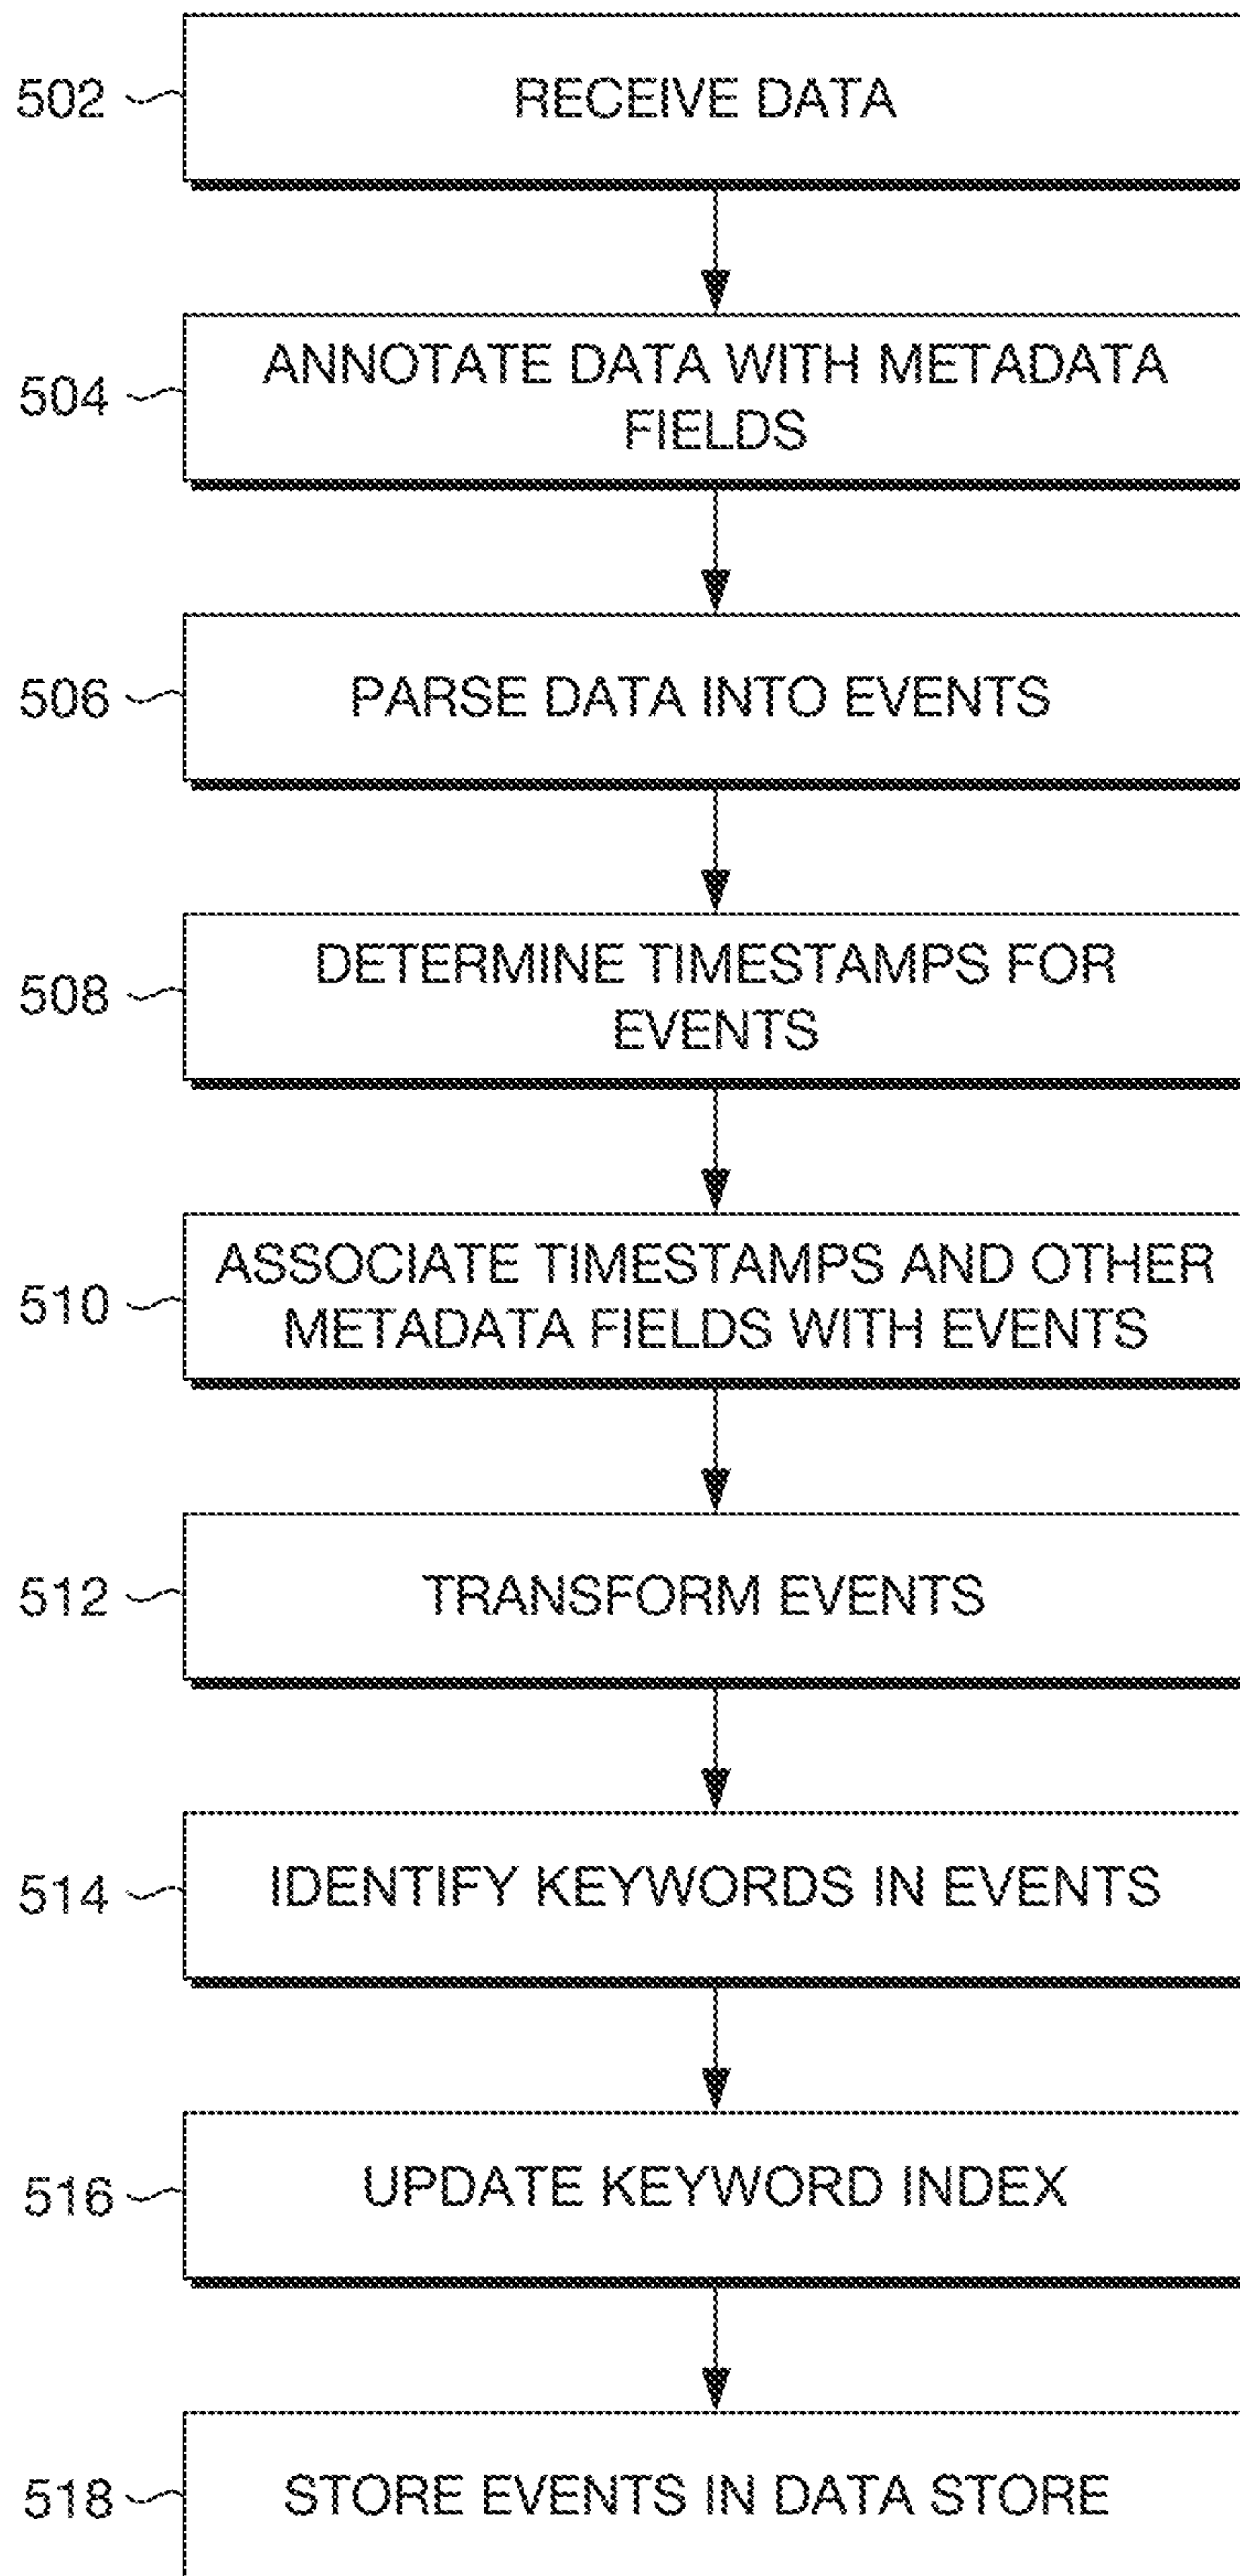 502
RECEIVE DATA
504
ANNOTATE DATA WITH METADATA
FIELDS
506
PARSE DATA INTO EVENTS
508
DETERMINE TIMESTAMPS FOR
EVENTS
510
ASSOCIATE TIMESTAMPS AND OTHER
METADATA FIELDS WITH EVENTS
512
TRANSFORM EVENTS
514
IDENTIFY KEYWORDS IN EVENTS
516
UPDATE KEYWORD INDEX
518
STORE EVENTS IN DATA STORE